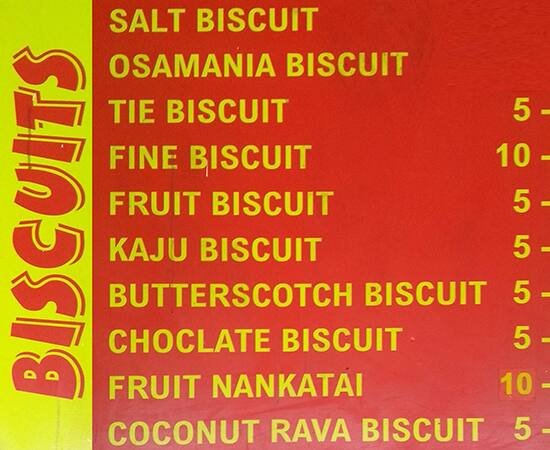 BISCUITS
SALT BISCUIT
OSAMANIA BISCUIT
TIE BISCUIT 5 -
FINE BISCUIT 10 -
FRUIT BISCUIT 5 -
KAJU BISCUIT 5 -
BUTTERSCOTCH BISCUIT 5 -
CHOCLATE BISCUIT 5 -
FRUIT NANKATAI 10 -
COCONUT RAVA BISCUIT 5 -